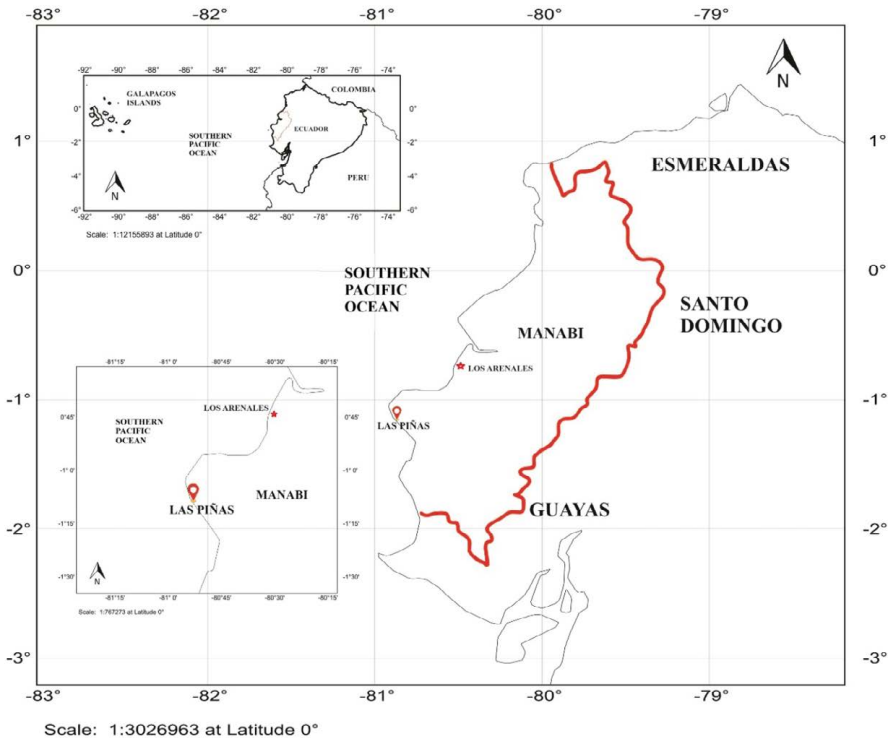 -83° -82° -81° -80° -79°
N
-92° -90° -88° -86° -84° -82° -80° -78° -76° -74°
GALAPAGOS
ISLANDS
COLOMBIA
0° 0°
SOUTHERN
PACIFIC
OCEAN
ECUADOR
-2° -2°
-4° -4°
PERU
N
-6° -6°
-92° -90° -88° -86° -84° -82° -80° -78° -76° -74°
Scale: 1:12155893 at Latitude 0°
1° 1°
ESMERALDAS
0° 0°
SOUTHERN
PACIFIC
OCEAN
SANTO
DOMINGO
MANABI
LOS ARENALES
-1° -1°
LAS PIÑAS
-81°15' -81° 0' -80°45' -80°30' -80°15'
LOS ARENALES
0°45' 0°45'
SOUTHERN
PACIFIC
OCEAN
-1° 0' -1° 0'
MANABI
LAS PIÑAS
-1°15' -1°15'
N
-1°30' -1°30'
-81°15' -81° 0' -80°45' -80°30' -80°15'
Scale: 1:767273 at Latitude 0°
GUAYAS
-2° -2°
-3° -3°
-83° -82° -81° -80° -79°
Scale: 1:3026963 at Latitude 0°